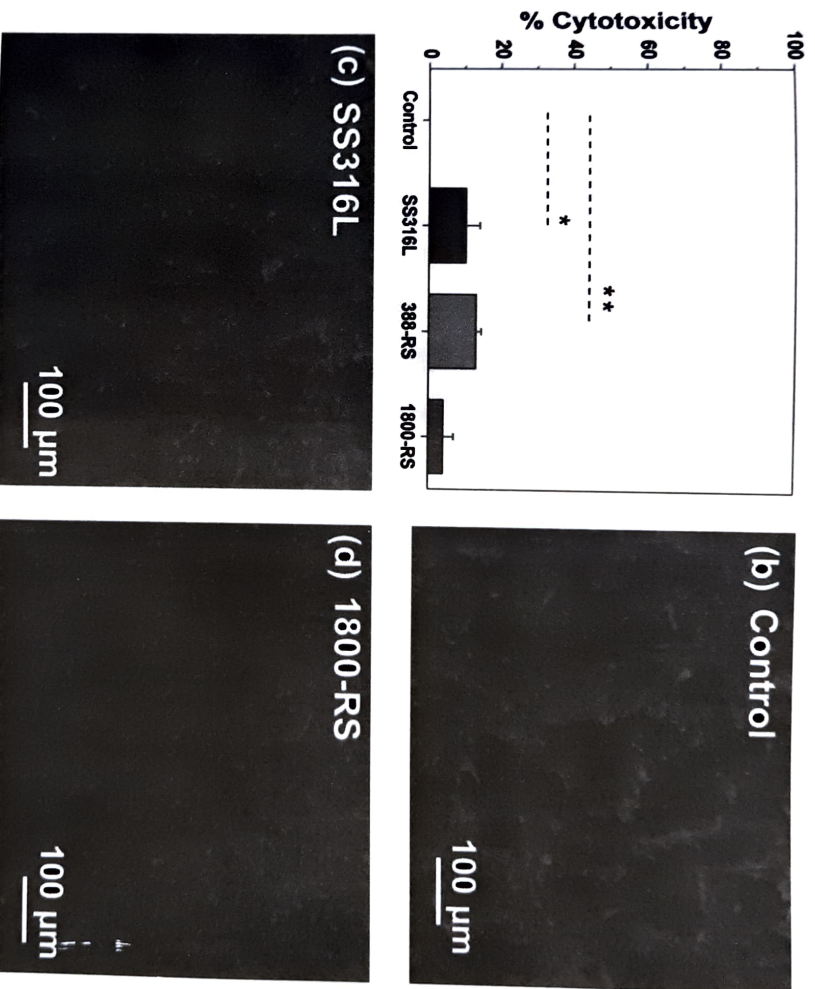 % Cytotoxicity
100
80
60
40
20
0
*
**
Control
SS316L
388-RS
1800-RS
(b) Control
100 µm
(c) SS316L
100 µm
(d) 1800-RS
100 µm